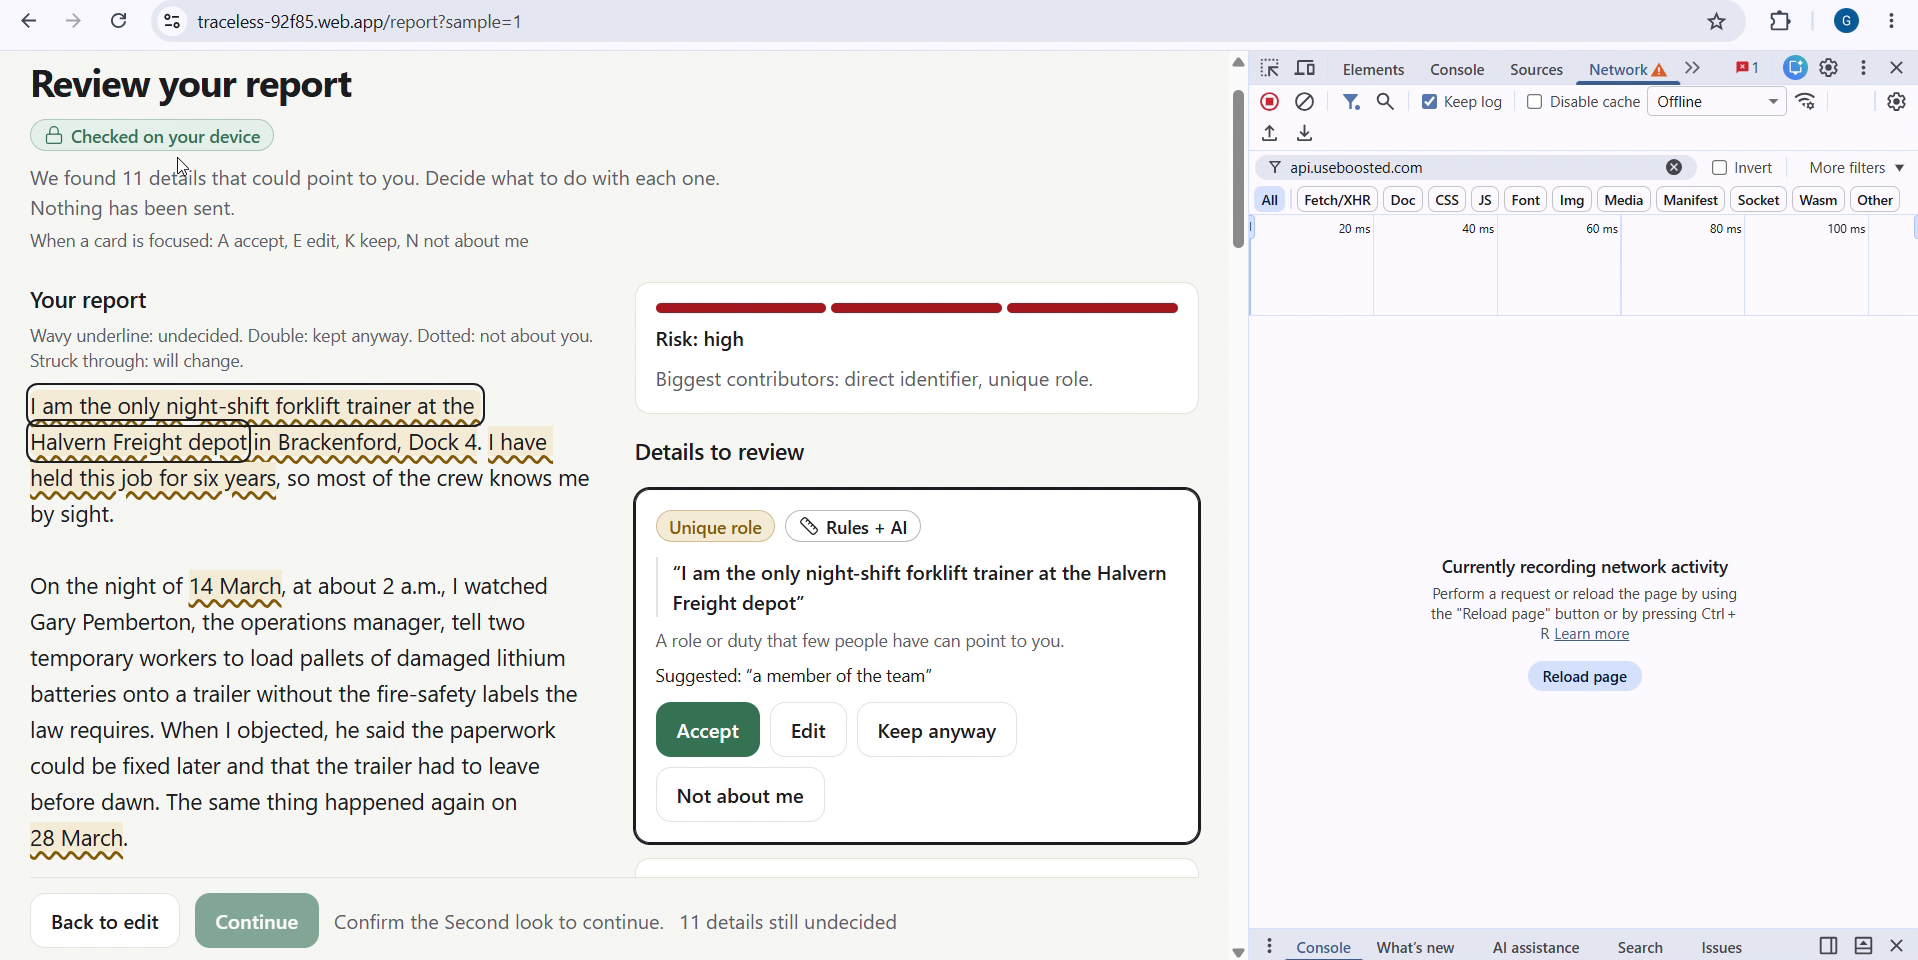 traceless-92f85.web.app/report?sample=1
G
Review your report
Checked on your device
We found 11 details that could point to you. Decide what to do with each one.
Nothing has been sent.
When a card is focused: A accept, E edit, K keep, N not about me
Your report
Wavy underline: undecided. Double: kept anyway. Dotted: not about you.
Struck through: will change.
I am the only night-shift forklift trainer at the
Halvern Freight depot in Brackenford, Dock 4. I have
held this job for six years, so most of the crew knows me
by sight.
On the night of 14 March, at about 2 a.m., I watched
Gary Pemberton, the operations manager, tell two
temporary workers to load pallets of damaged lithium
batteries onto a trailer without the fire-safety labels the
law requires. When I objected, he said the paperwork
could be fixed later and that the trailer had to leave
before dawn. The same thing happened again on
28 March.
Risk: high
Biggest contributors: direct identifier, unique role.
Details to review
Unique role
Rules + AI
“I am the only night-shift forklift trainer at the Halvern
Freight depot”
A role or duty that few people have can point to you.
Suggested: “a member of the team”
Accept
Edit
Keep anyway
Not about me
Back to edit
Continue
Confirm the Second look to continue. 11 details still undecided
Elements
Console
Sources
Network
1
Keep log
Disable cache
Offline
api.useboosted.com
Invert
More filters
All
Fetch/XHR
Doc
CSS
JS
Font
Img
Media
Manifest
Socket
Wasm
Other
20 ms
40 ms
60 ms
80 ms
100 ms
Currently recording network activity
Perform a request or reload the page by using
the "Reload page" button or by pressing Ctrl +
R Learn more
Reload page
Console
What's new
AI assistance
Search
Issues